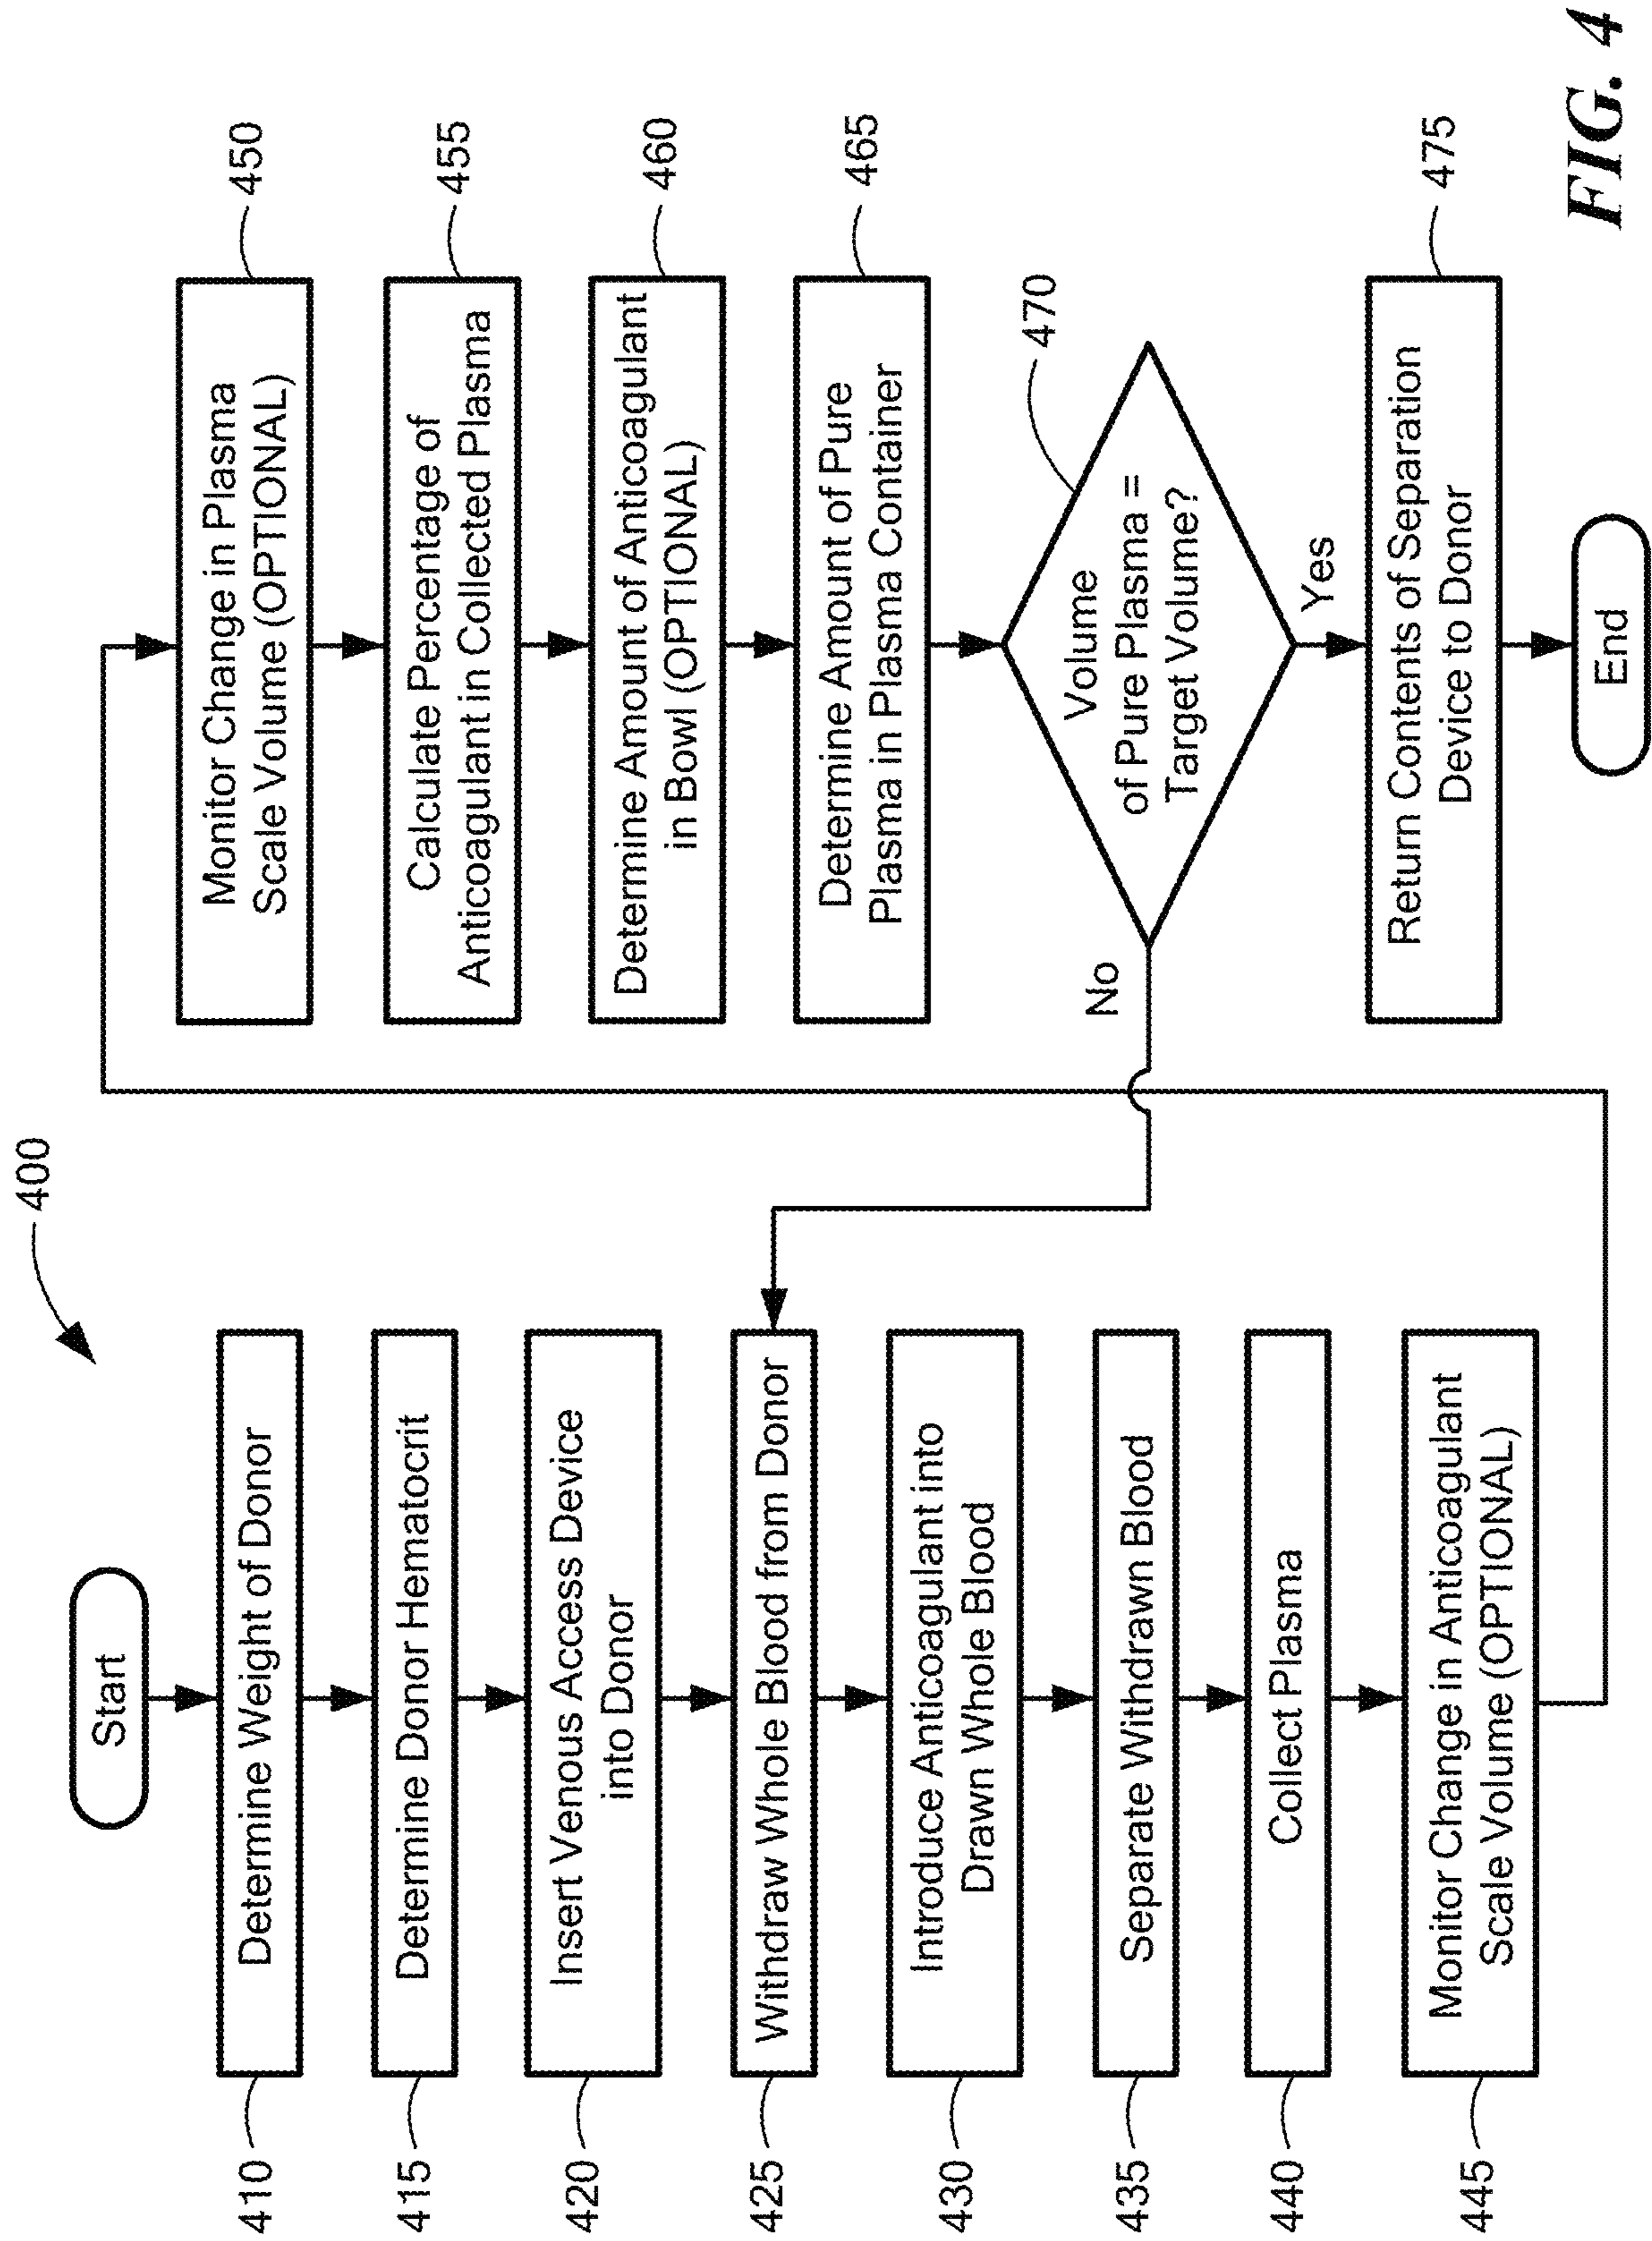 400
Start
Determine Weight of Donor
410
Determine Donor Hematocrit
415
Insert Venous Access Device
into Donor
420
Withdraw Whole Blood from Donor
425
Introduce Anticoagulant into
Drawn Whole Blood
430
Separate Withdrawn Blood
435
Collect Plasma
440
Monitor Change in Anticoagulant
Scale Volume (OPTIONAL)
445
Monitor Change in Plasma
Scale Volume (OPTIONAL)
450
Calculate Percentage of
Anticoagulant in Collected Plasma
455
Determine Amount of Anticoagulant
in Bowl (OPTIONAL)
460
Determine Amount of Pure
Plasma in Plasma Container
465
Volume
of Pure Plasma =
Target Volume?
470
No
Yes
Return Contents of Separation
Device to Donor
475
End
FIG. 4